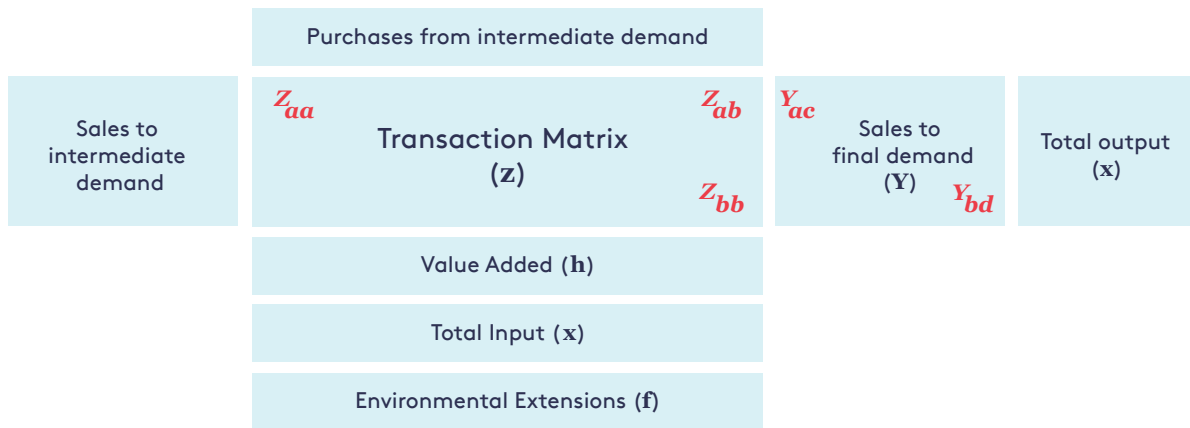 Purchases from intermediate demand
Sales to
intermediate
demand
Zaa
Zab
Transaction Matrix
(z)
Zbb
Yac
Sales to
final demand
(Y)
Ybd
Total output
(x)
Value Added (h)
Total Input (x)
Environmental Extensions (f)